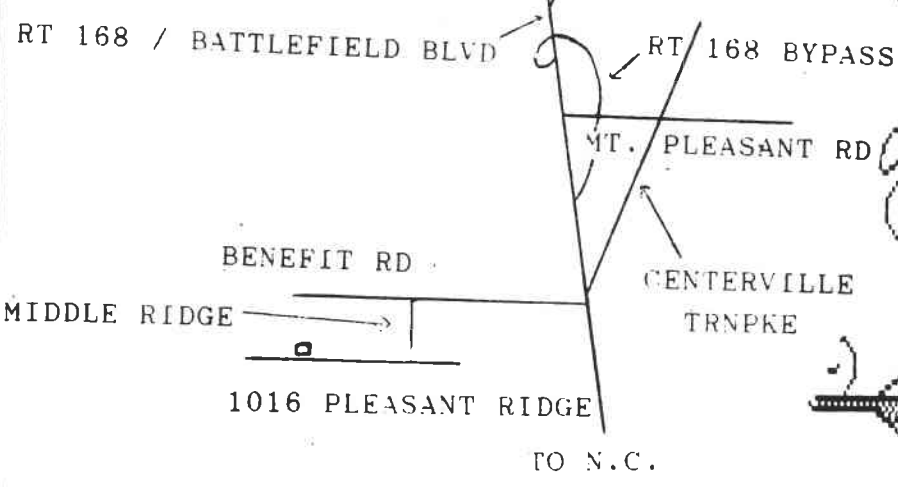 RT 168 / BATTLEFIELD BLVD
RT 168 BYPASS
MT. PLEASANT RD
BENEFIT RD
CENTERVILLE
TRNPKE
MIDDLE RIDGE
1016 PLEASANT RIDGE
TO N.C.